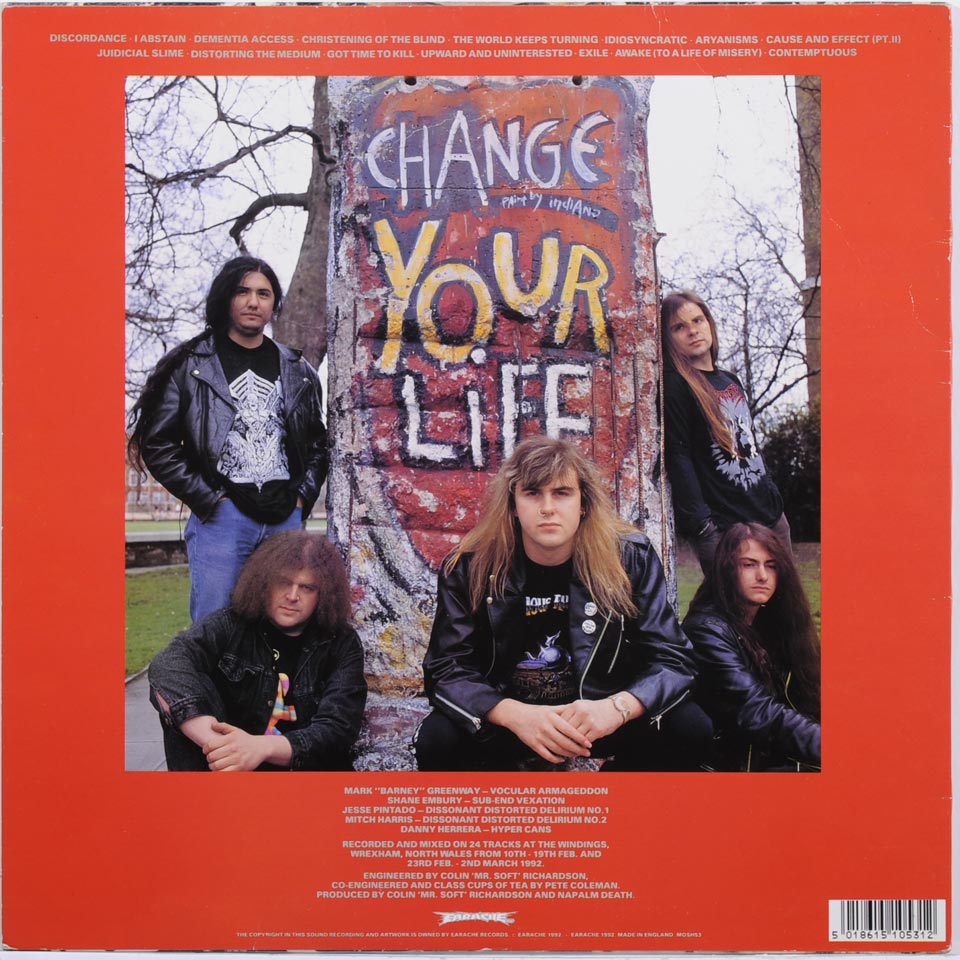 DISCORDANCE · I ABSTAIN · DEMENTIA ACCESS · CHRISTENING OF THE BLIND · THE WORLD KEEPS TURNING · IDIOSYNCRATIC · ARYANISMS · CAUSE AND EFFECT (PT.II)
JUIDICIAL SLIME · DISTORTING THE MEDIUM · GOT TIME TO KILL · UPWARD AND UNINTERESTED · EXILE · AWAKE (TO A LIFE OF MISERY) · CONTEMPTUOUS
CHANGE
PAINT by indiANO
YOUR
LiFE
MARK "BARNEY" GREENWAY – VOCULAR ARMAGEDDON
SHANE EMBURY – SUB-END VEXATION
JESSE PINTADO – DISSONANT DISTORTED DELIRIUM NO.1
MITCH HARRIS – DISSONANT DISTORTED DELIRIUM NO.2
DANNY HERRERA – HYPER CANS
RECORDED AND MIXED ON 24 TRACKS AT THE WINDINGS,
WREXHAM, NORTH WALES FROM 10TH - 19TH FEB. AND
23RD FEB. - 2ND MARCH 1992.
ENGINEERED BY COLIN 'MR. SOFT' RICHARDSON,
CO-ENGINEERED AND CLASS CUPS OF TEA BY PETE COLEMAN.
PRODUCED BY COLIN 'MR. SOFT' RICHARDSON AND NAPALM DEATH.
EARACHE
THE COPYRIGHT IN THIS SOUND RECORDING AND ARTWORK IS OWNED BY EARACHE RECORDS. : EARACHE 1992 · EARACHE 1992 MADE IN ENGLAND MOSH53
5 018615 105312